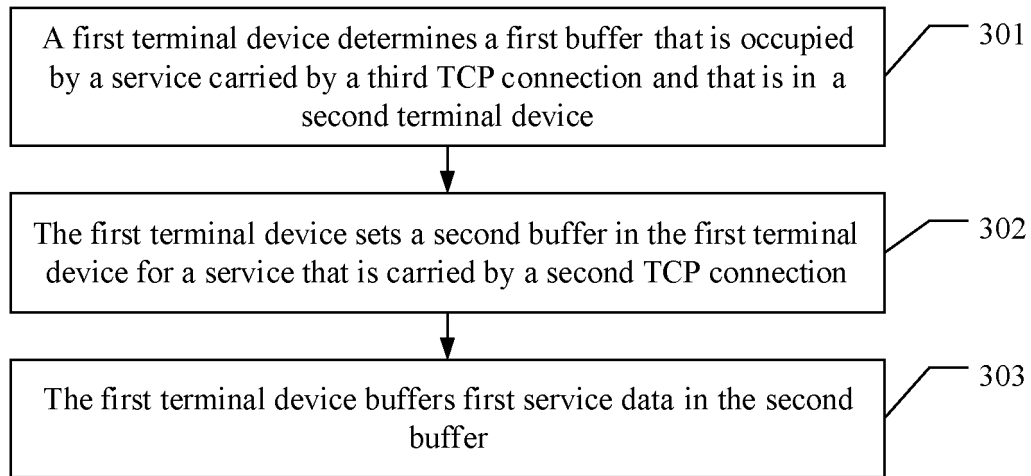 A first terminal device determines a first buffer that is occupied
by a service carried by a third TCP connection and that is in a
second terminal device
301
The first terminal device sets a second buffer in the first terminal
device for a service that is carried by a second TCP connection
302
The first terminal device buffers first service data in the second
buffer
303